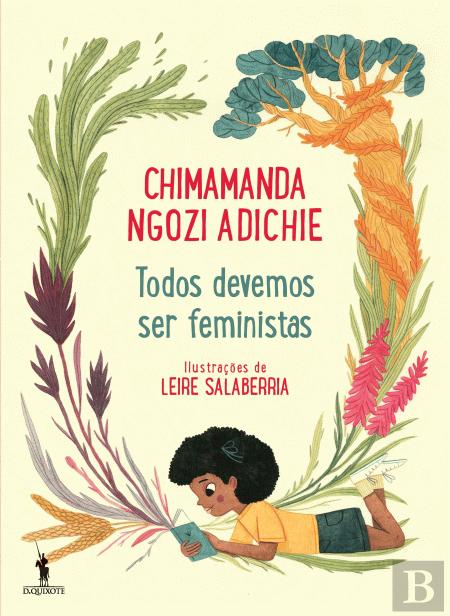 CHIMAMANDA
NGOZI ADICHIE
Todos devemos
ser feministas
Ilustrações de
LEIRE SALABERRIA
D.QUIXOTE
B